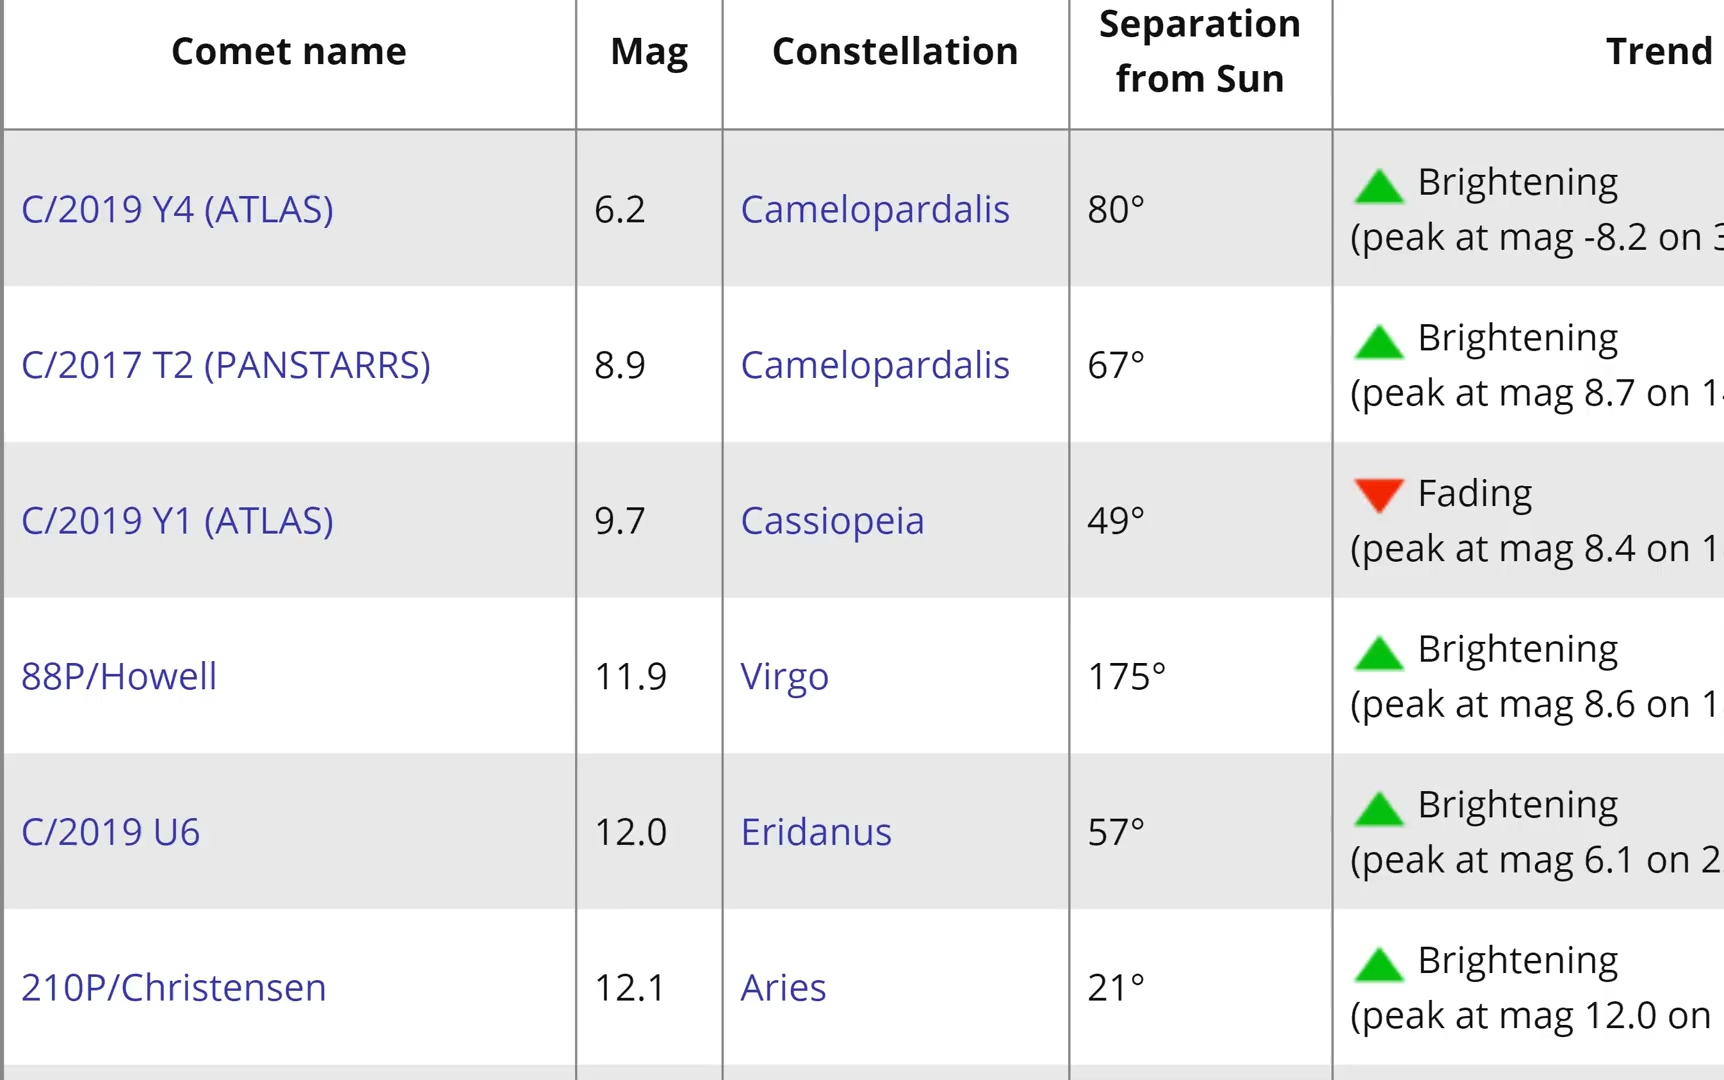 Comet name Mag Constellation Separation from Sun Trend
C/2019 Y4 (ATLAS) 6.2 Camelopardalis 80° Brightening
(peak at mag -8.2 on
C/2017 T2 (PANSTARRS) 8.9 Camelopardalis 67° Brightening
(peak at mag 8.7 on
C/2019 Y1 (ATLAS) 9.7 Cassiopeia 49° Fading
(peak at mag 8.4 on
88P/Howell 11.9 Virgo 175° Brightening
(peak at mag 8.6 on
C/2019 U6 12.0 Eridanus 57° Brightening
(peak at mag 6.1 on
210P/Christensen 12.1 Aries 21° Brightening
(peak at mag 12.0 on